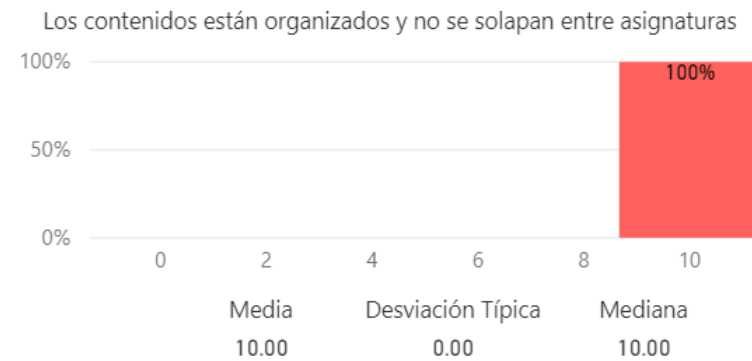 Los contenidos están organizados y no se solapan entre asignaturas
100%
100%
50%
0%
0 2 4 6 8 10
Media Desviación Típica Mediana
10.00 0.00 10.00